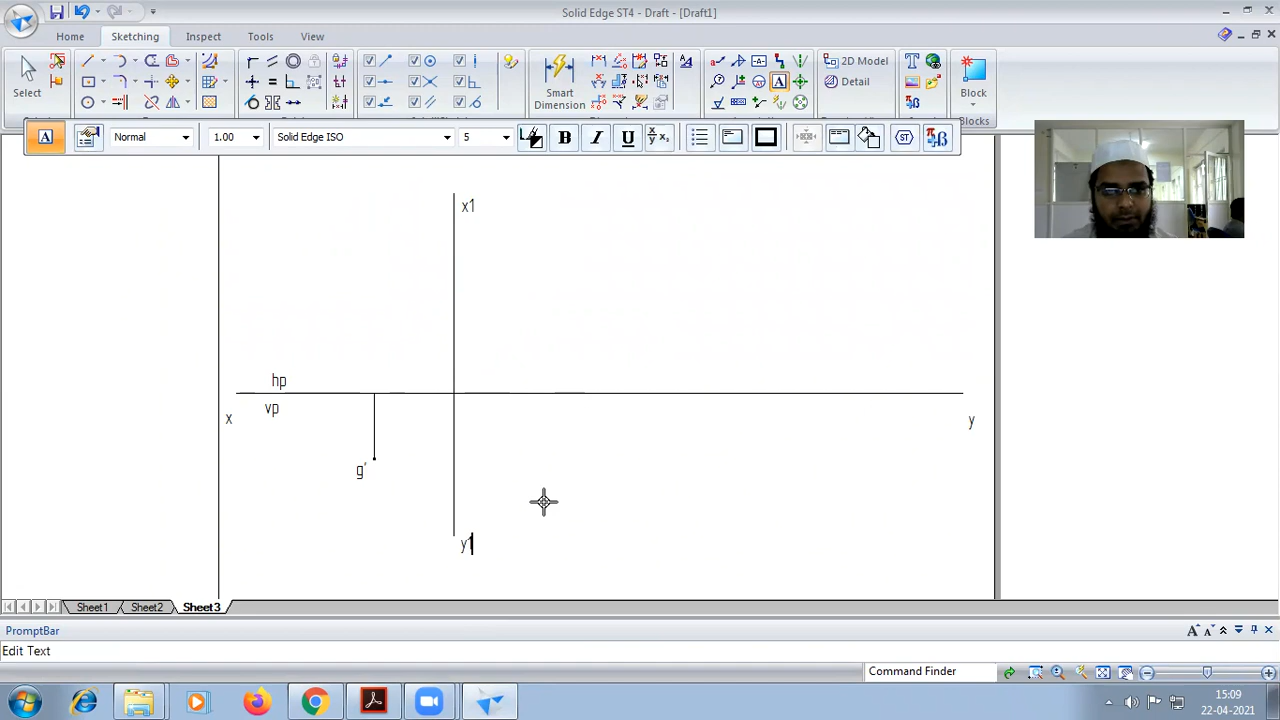 Solid Edge ST4 - Draft - [Draft1]
Home Sketching Inspect Tools View
Select
Smart Dimension
2D Model
Detail
Block
Blocks
Normal 1.00 Solid Edge ISO 5
x1
hp
vp
x
y
g'
y1
Sheet1 Sheet2 Sheet3
PromptBar
Edit Text
Command Finder
15:09
22-04-2021